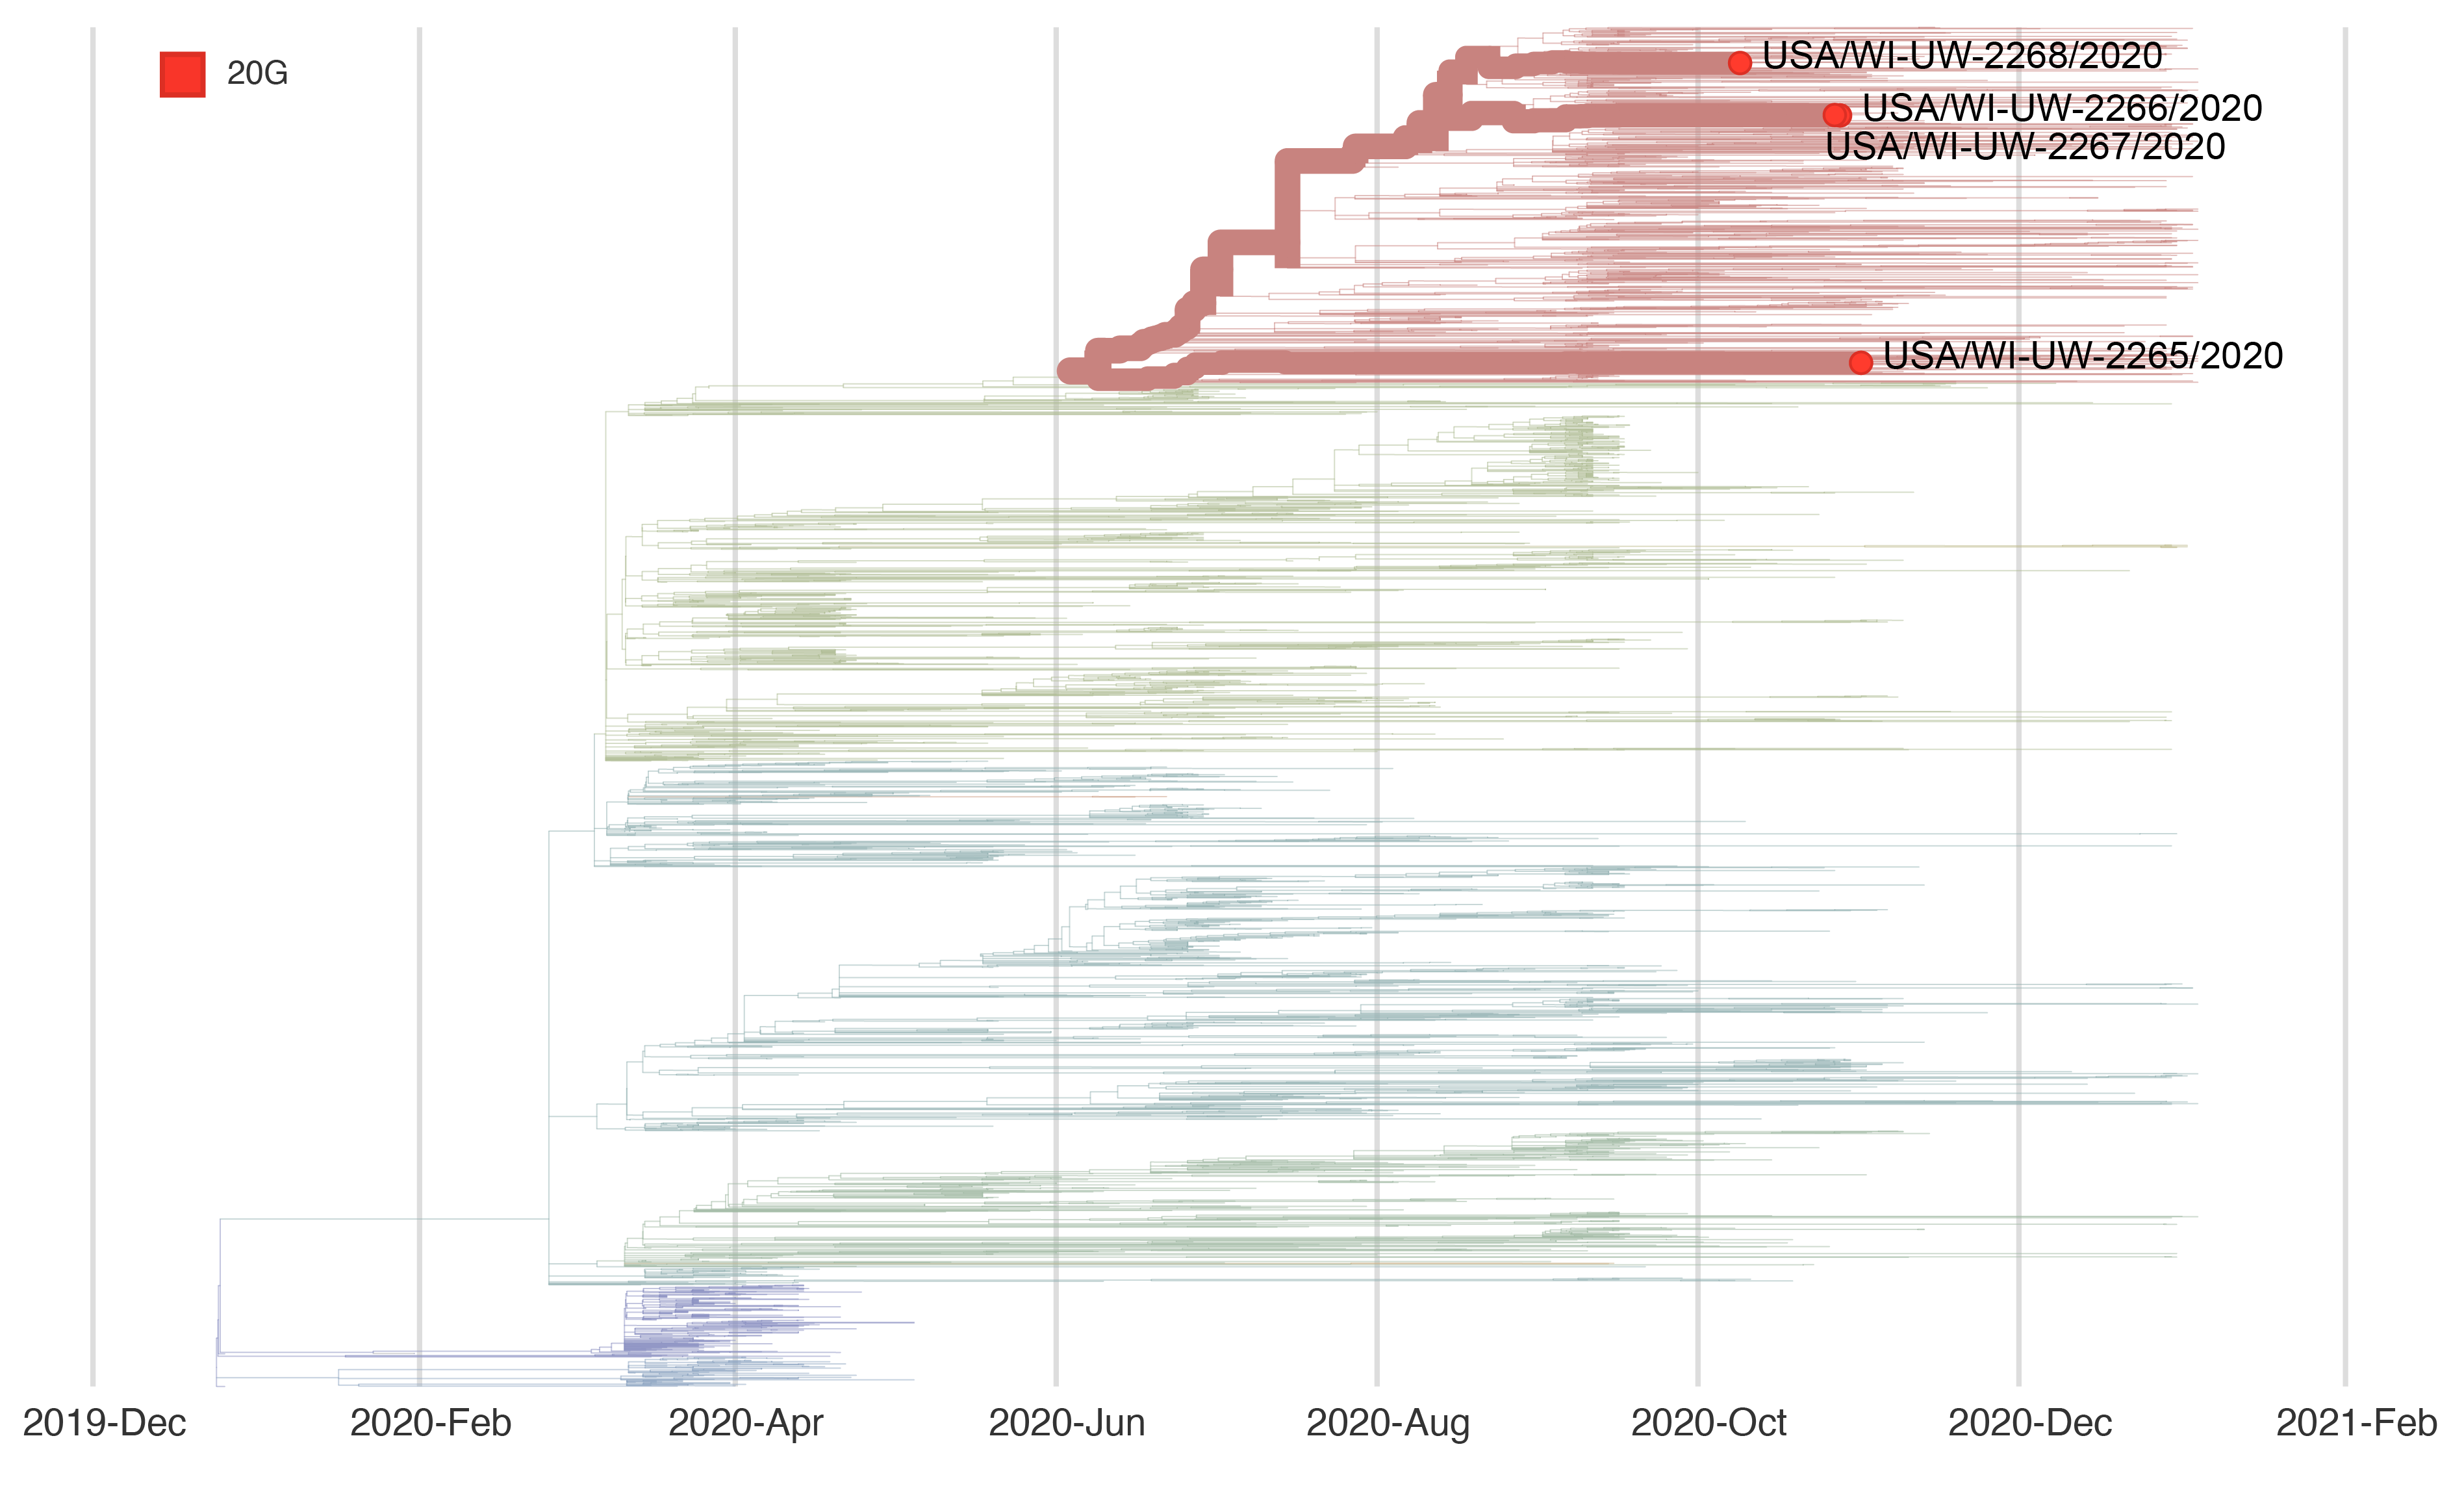 20G
USA/WI-UW-2268/2020
USA/WI-UW-2266/2020
USA/WI-UW-2267/2020
USA/WI-UW-2265/2020
2019-Dec 2020-Feb 2020-Apr 2020-Jun 2020-Aug 2020-Oct 2020-Dec 2021-Feb